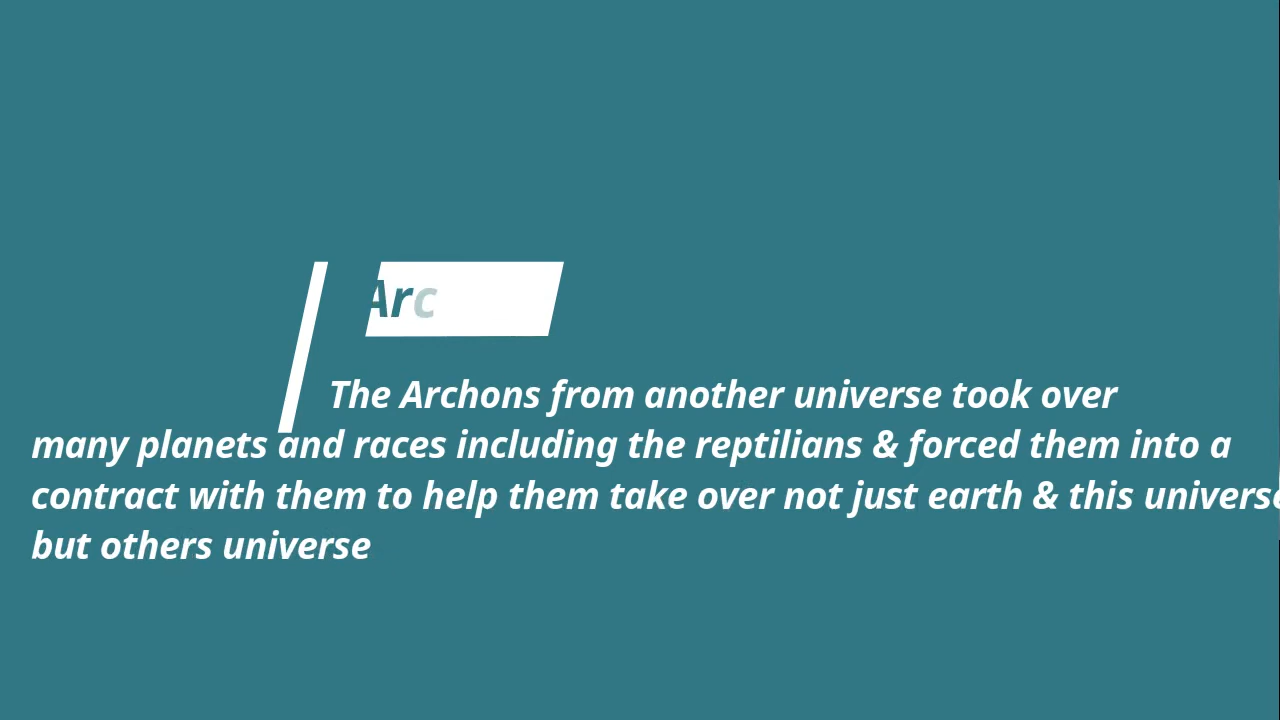 Arc
The Archons from another universe took over
many planets and races including the reptilians & forced them into a
contract with them to help them take over not just earth & this universe
but others universe